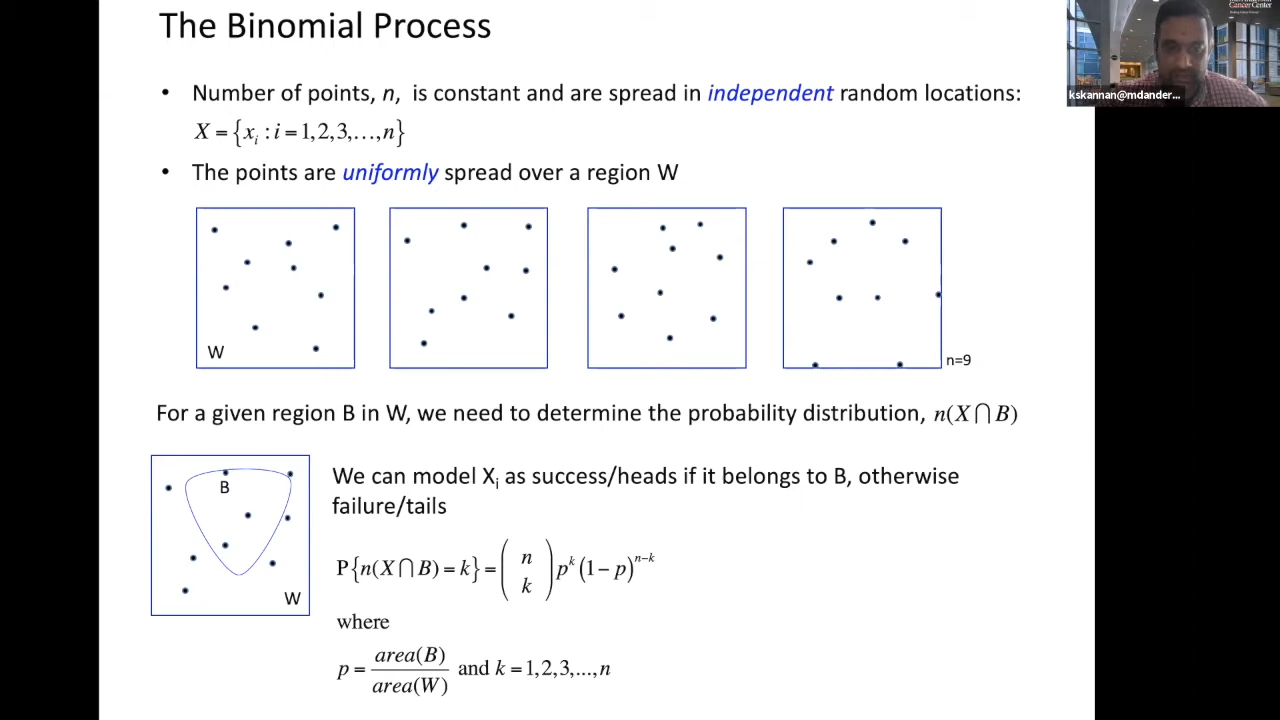 The Binomial Process
Cancer Center
kskannan@mdander...
• Number of points, n, is constant and are spread in independent random locations:
X = {x_i : i = 1, 2, 3, ..., n}
• The points are uniformly spread over a region W
W
n=9
For a given region B in W, we need to determine the probability distribution, n(X ⋂ B)
B
W
We can model X_i as success/heads if it belongs to B, otherwise
failure/tails
P{n(X ⋂ B) = k} = (n k) p^k (1 − p)^{n−k}
where
p = area(B) / area(W) and k = 1, 2, 3, ..., n